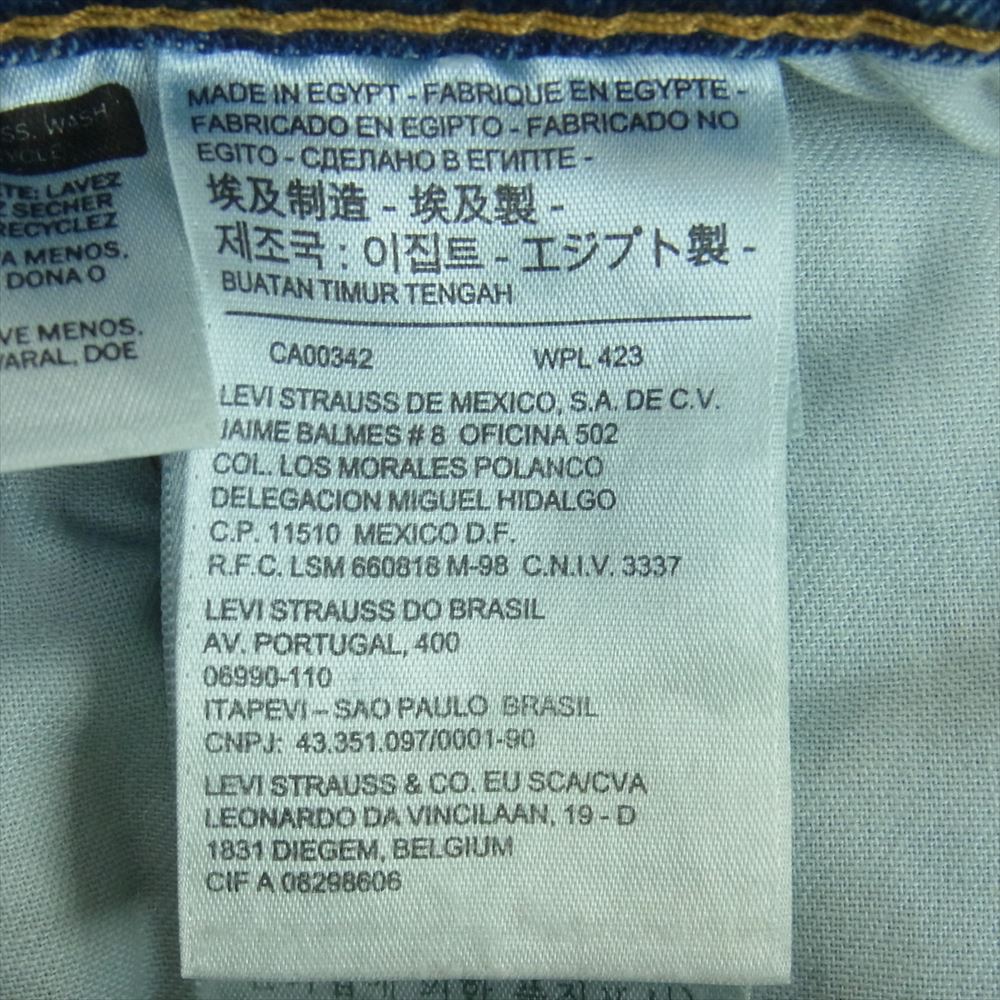 SS. WASH
YCLE
TE: LAVEZ
Z SECHER
RECYCLEZ
A MENOS.
DONA O
VE MENOS.
VARAL, DOE
MADE IN EGYPT - FABRIQUE EN EGYPTE -
FABRICADO EN EGIPTO - FABRICADO NO
EGITO - СДЕЛАНО В ЕГИПТЕ -
埃及制造 - 埃及製 -
제조국 : 이집트 - エジプト製 -
BUATAN TIMUR TENGAH
CA00342 WPL 423
LEVI STRAUSS DE MEXICO, S.A. DE C.V.
JAIME BALMES # 8 OFICINA 502
COL. LOS MORALES POLANCO
DELEGACION MIGUEL HIDALGO
C.P. 11510 MEXICO D.F.
R.F.C. LSM 660818 M-98 C.N.I.V. 3337
LEVI STRAUSS DO BRASIL
AV. PORTUGAL, 400
06990-110
ITAPEVI – SAO PAULO BRASIL
CNPJ: 43.351.097/0001-90
LEVI STRAUSS & CO. EU SCA/CVA
LEONARDO DA VINCILAAN, 19 - D
1831 DIEGEM, BELGIUM
CIF A 08298606